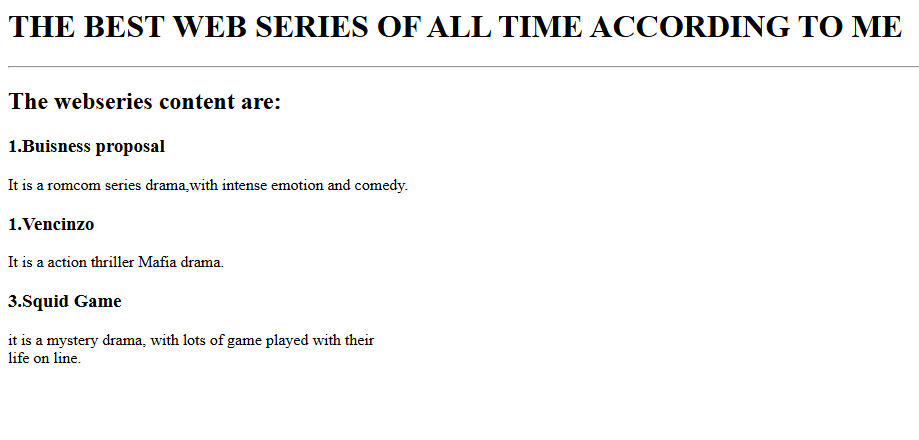 THE BEST WEB SERIES OF ALL TIME ACCORDING TO ME
The webseries content are:
1.Buisness proposal
It is a romcom series drama,with intense emotion and comedy.
1.Vencinzo
It is a action thriller Mafia drama.
3.Squid Game
it is a mystery drama, with lots of game played with their
life on line.